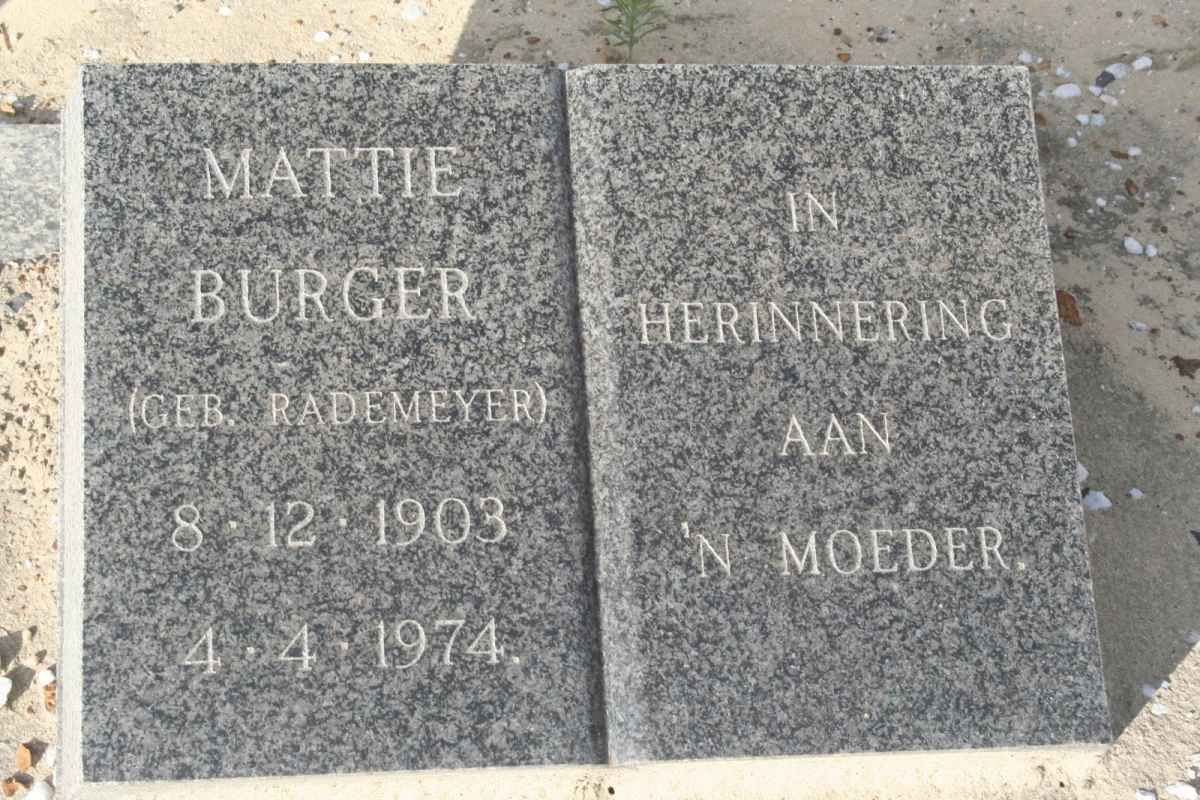 MATTIE
BURGER
(GEB. RADEMEYER)
8·12·1903
4·4·1974.
IN
HERINNERING
AAN
'N MOEDER.